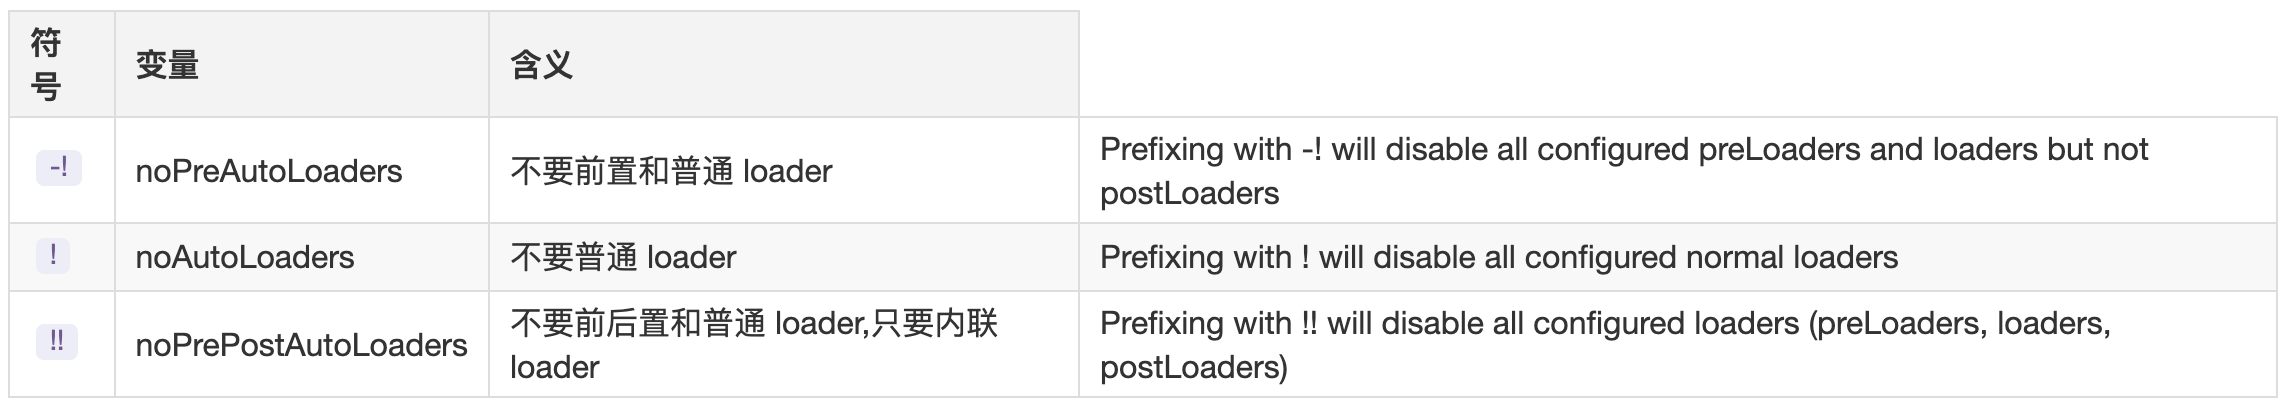 符
号
变量
含义
-!
noPreAutoLoaders
不要前置和普通 loader
Prefixing with -! will disable all configured preLoaders and loaders but not
postLoaders
!
noAutoLoaders
不要普通 loader
Prefixing with ! will disable all configured normal loaders
!!
noPrePostAutoLoaders
不要前后置和普通 loader,只要内联
loader
Prefixing with !! will disable all configured loaders (preLoaders, loaders,
postLoaders)